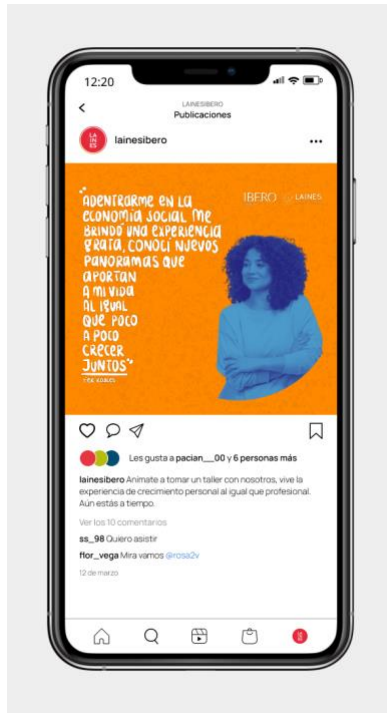 12:20
LAINESIBERO
Publicaciones
LA
IN
ES
lainesibero
IBERO
LAINES
"ADENTRARME EN LA
ECONOMÍA SOCIAL ME
BRINDÓ UNA EXPERIENCIA
GRATA, CONOCÍ NUEVOS
PANORAMAS QUE
APORTAN
A MI VIDA
AL IGUAL
QUE POCO
A POCO
CRECER
JUNTOS"
Les gusta a pacian__00 y 6 personas más
lainesibero Anímate a tomar un taller con nosotros, vive la
experiencia de crecimiento personal al igual que profesional.
Aún estás a tiempo.
Ver los 10 comentarios
ss_98 Quiero asistir
flor_vega Mira vamos @rosa2v
12 de marzo